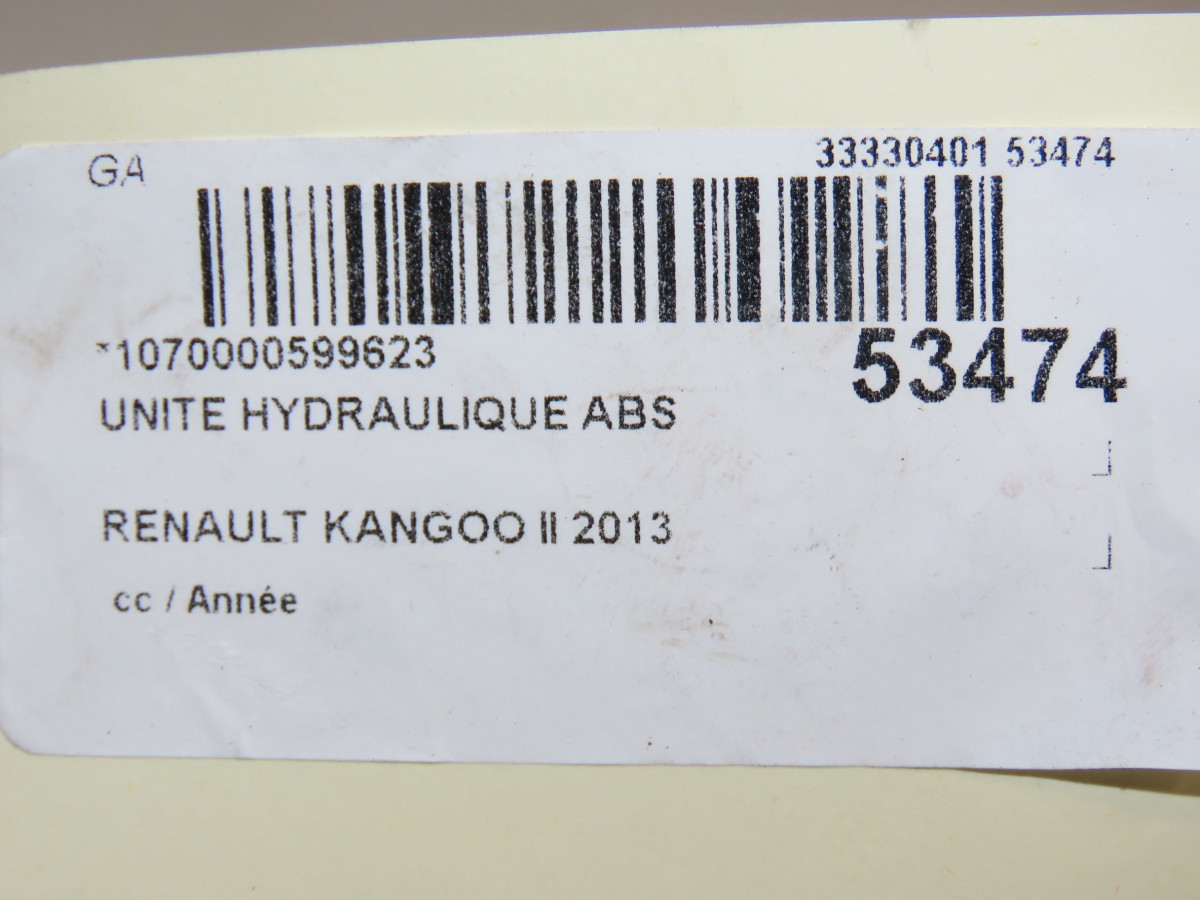 GA
33330401 53474
*1070000599623
53474
UNITE HYDRAULIQUE ABS
RENAULT KANGOO II 2013
cc / Année